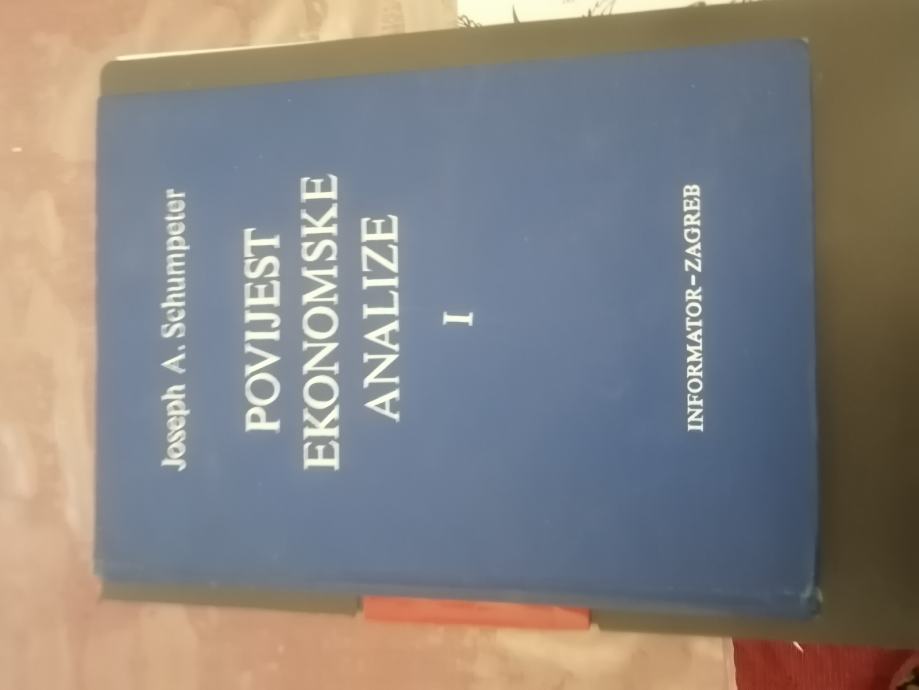 Joseph A. Schumpeter
POVIJEST
EKONOMSKE
ANALIZE
I
INFORMATOR-ZAGREB